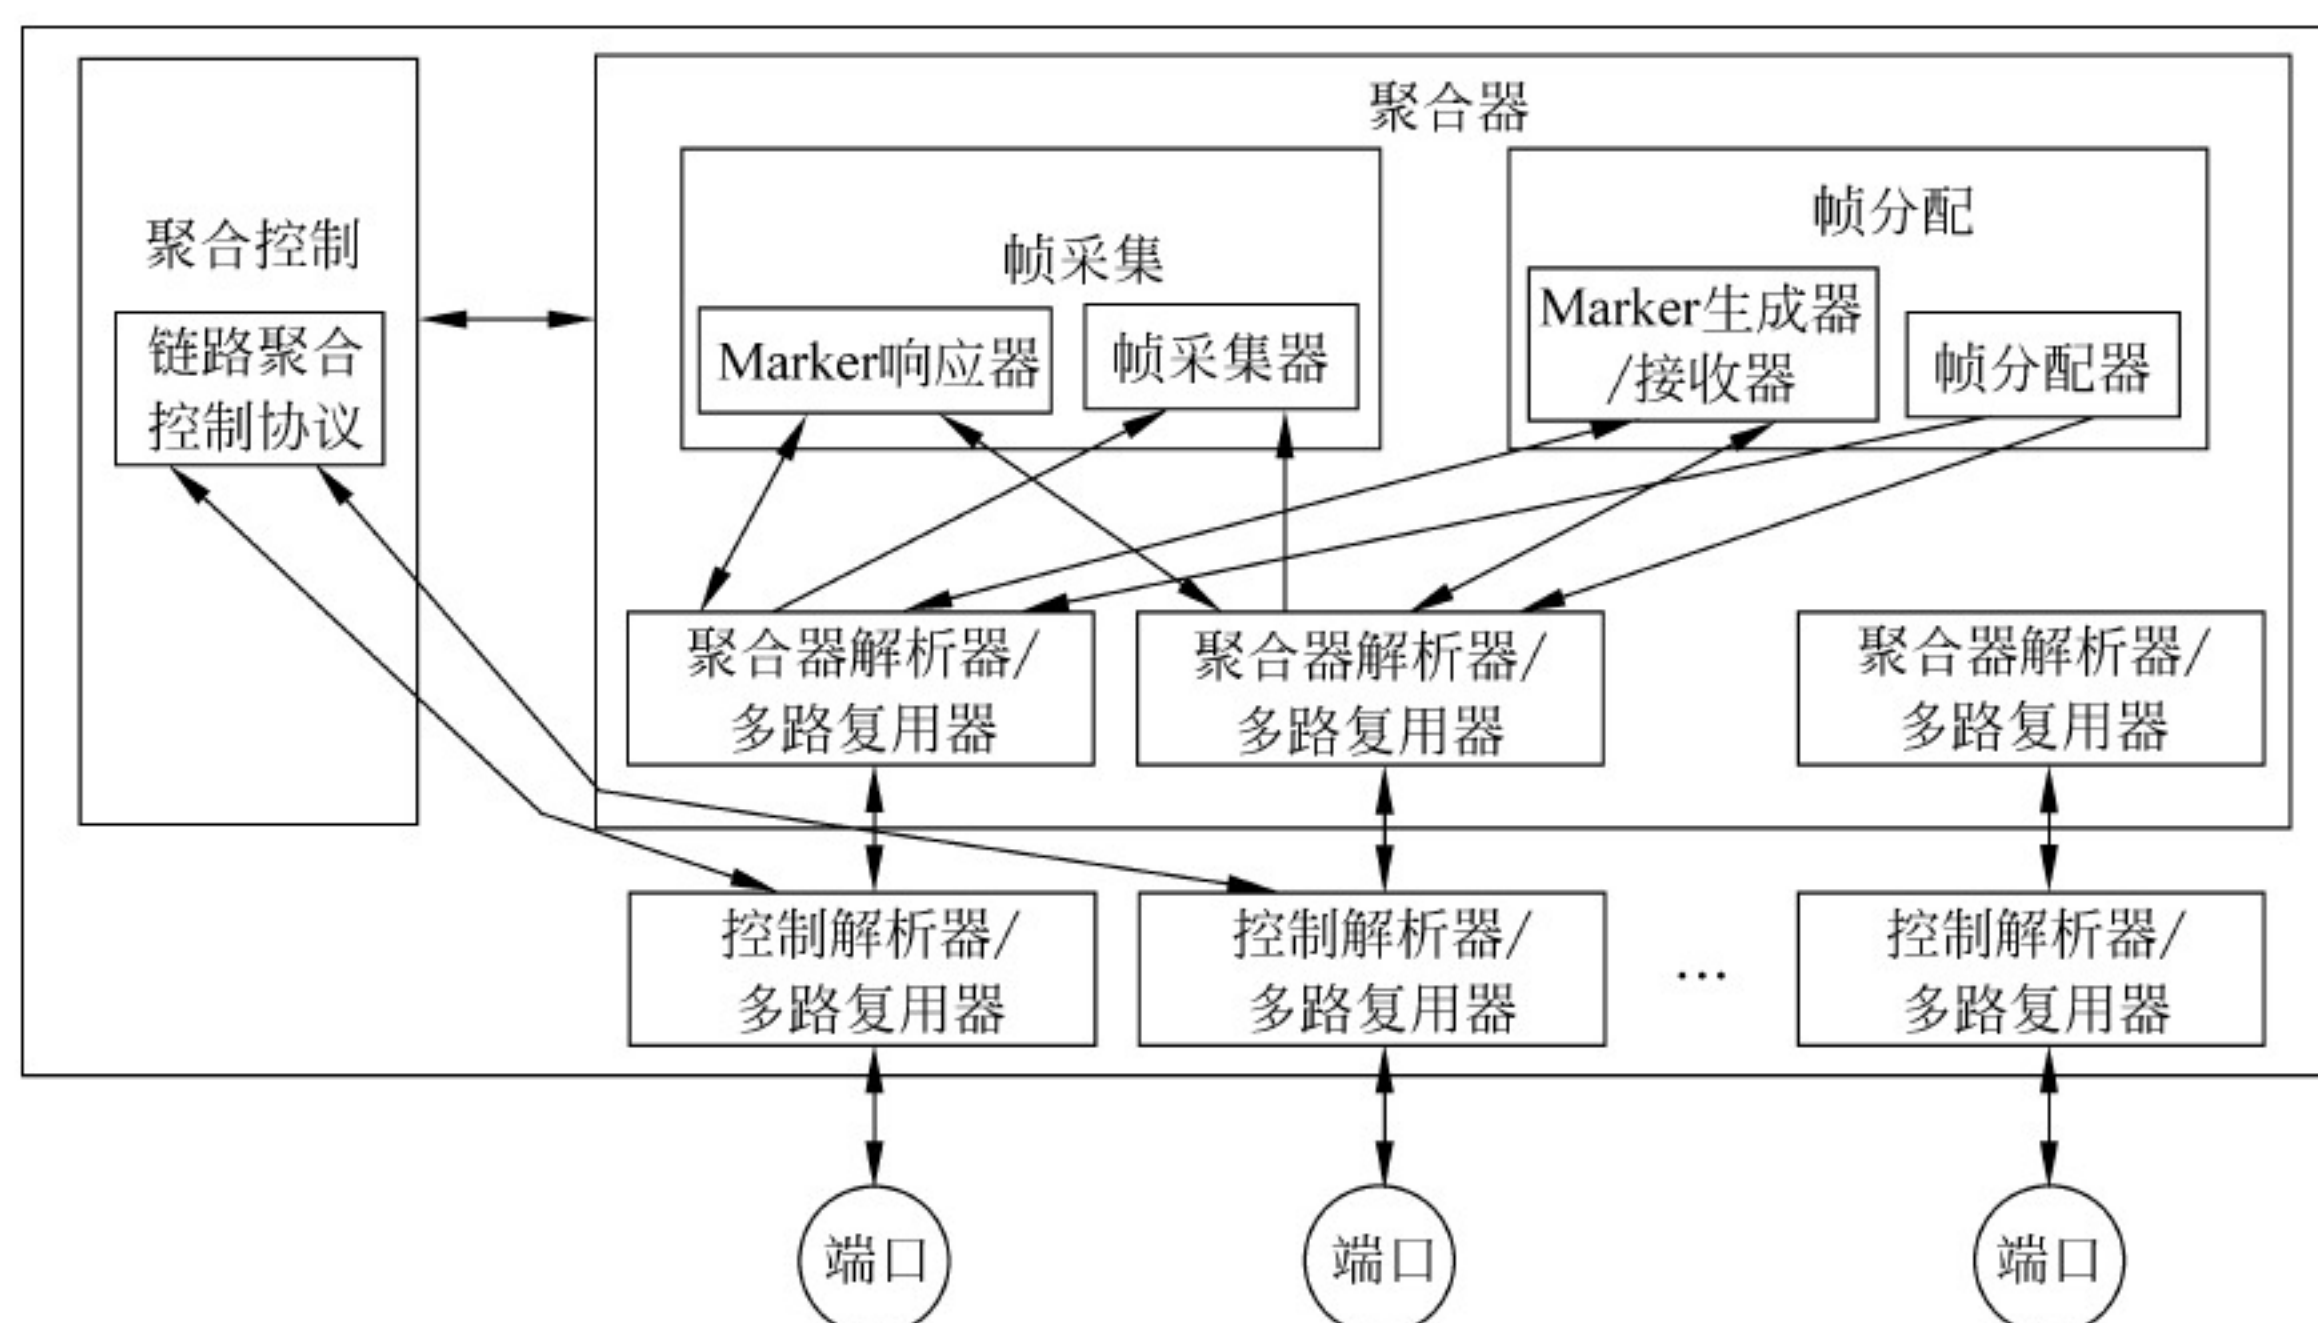 聚合器
聚合控制
链路聚合
控制协议
帧采集
Marker响应器
帧采集器
帧分配
Marker生成器
/接收器
帧分配器
聚合器解析器/
多路复用器
聚合器解析器/
多路复用器
聚合器解析器/
多路复用器
控制解析器/
多路复用器
控制解析器/
多路复用器
…
控制解析器/
多路复用器
端口
端口
端口